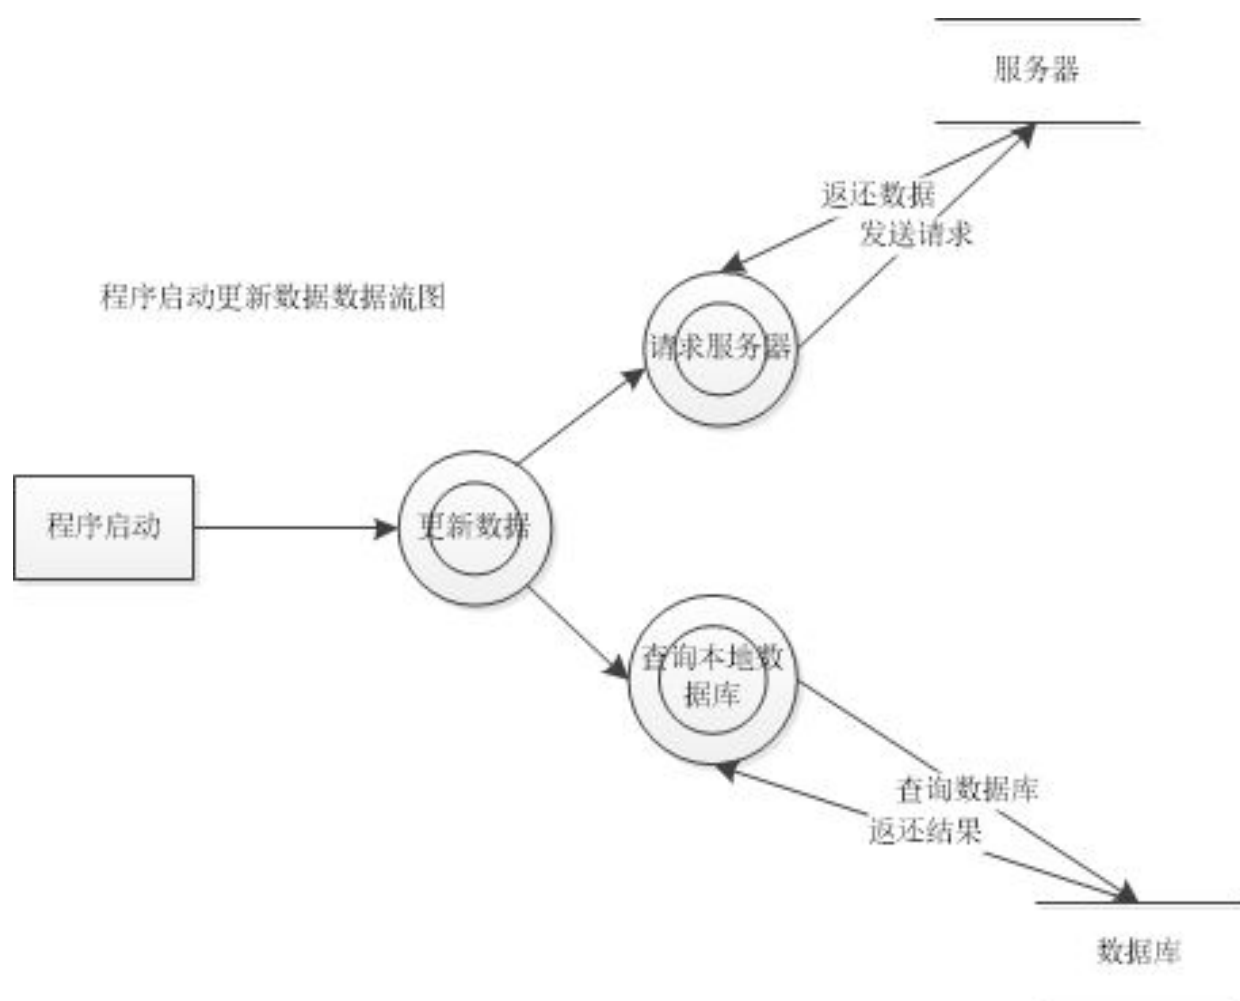 服务器
返还数据
发送请求
程序启动更新数据数据流图
请求服务器
程序启动
更新数据
查询本地数
据库
查询数据库
返还结果
数据库